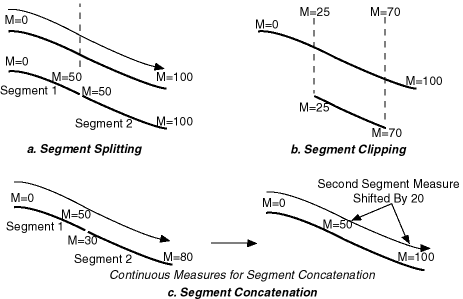 M=0
M=100
M=0
M=50
M=50
Segment 1
Segment 2
M=100
a. Segment Splitting
M=25
M=70
M=0
M=100
M=25
M=70
b. Segment Clipping
M=0
M=50
Segment 1
M=30
Segment 2
M=80
Second Segment Measure
Shifted By 20
M=0
M=50
M=100
Continuous Measures for Segment Concatenation
c. Segment Concatenation